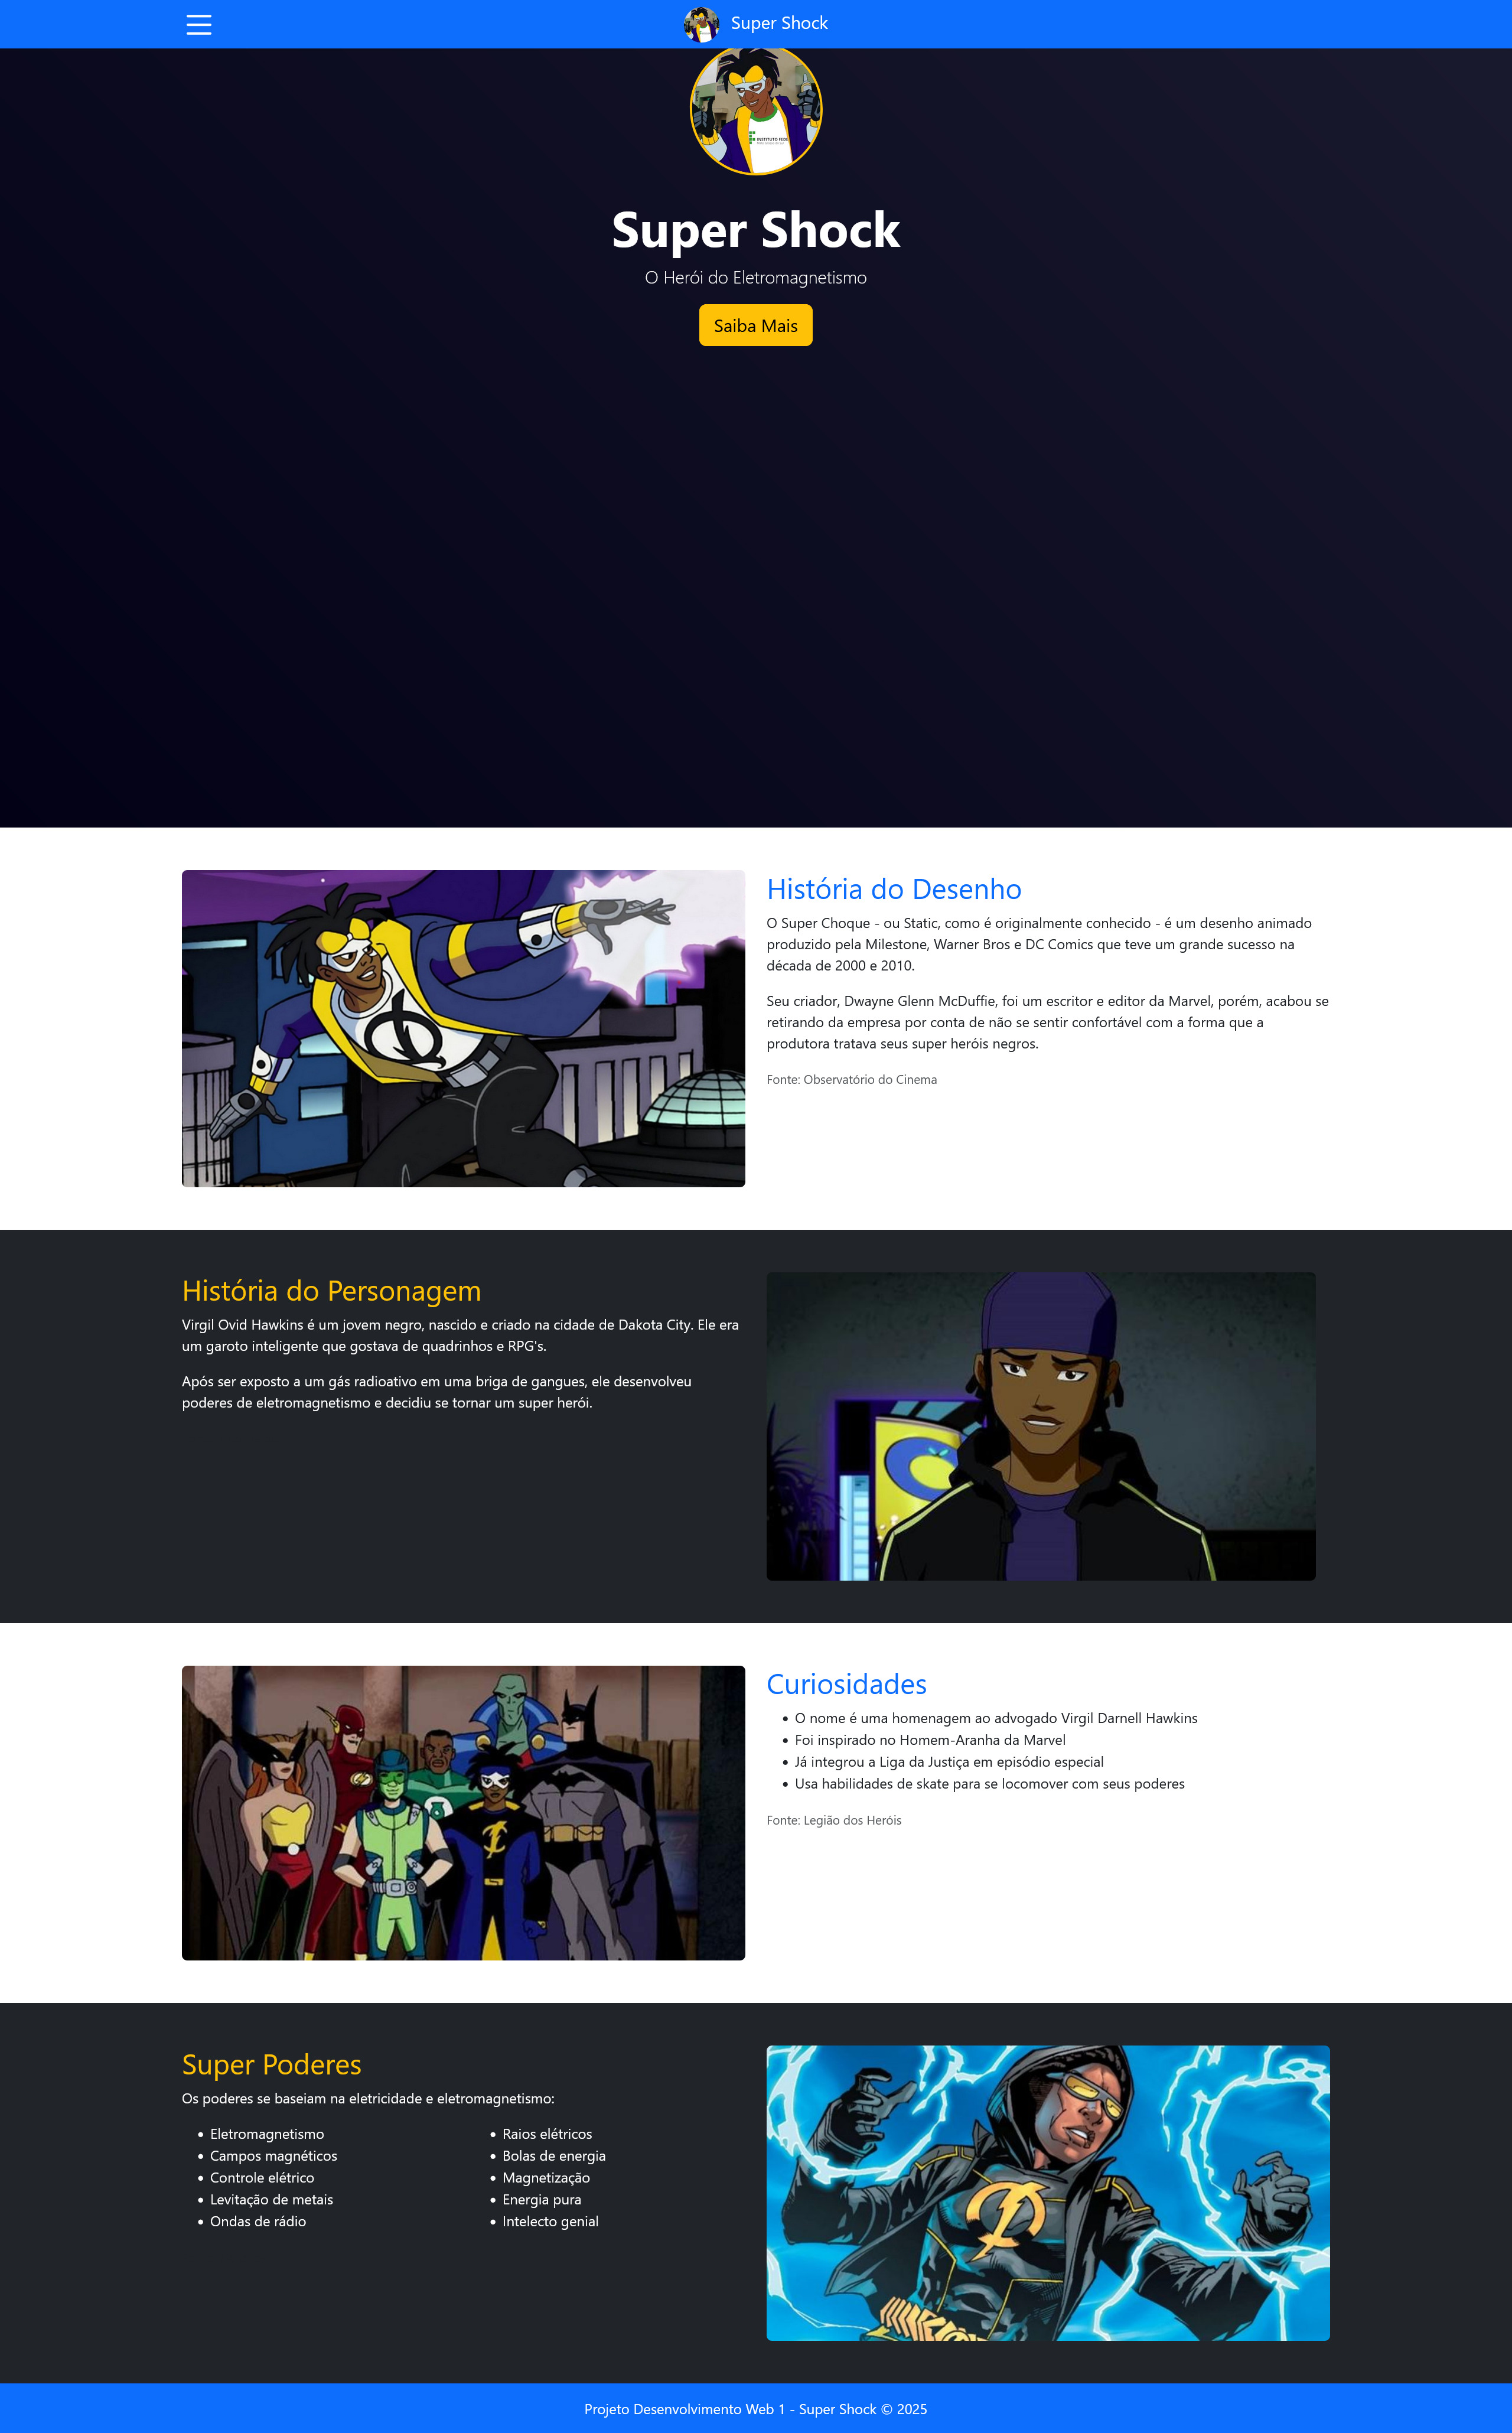 Super Shock
INSTITUTO FEDE
Super Shock
O Herói do Eletromagnetismo
Saiba Mais
História do Desenho
O Super Choque - ou Static, como é originalmente conhecido - é um desenho animado
produzido pela Milestone, Warner Bros e DC Comics que teve um grande sucesso na
década de 2000 e 2010.
Seu criador, Dwayne Glenn McDuffie, foi um escritor e editor da Marvel, porém, acabou se
retirando da empresa por conta de não se sentir confortável com a forma que a
produtora tratava seus super heróis negros.
Fonte: Observatório do Cinema
História do Personagem
Virgil Ovid Hawkins é um jovem negro, nascido e criado na cidade de Dakota City. Ele era
um garoto inteligente que gostava de quadrinhos e RPG's.
Após ser exposto a um gás radioativo em uma briga de gangues, ele desenvolveu
poderes de eletromagnetismo e decidiu se tornar um super herói.
Curiosidades
O nome é uma homenagem ao advogado Virgil Darnell Hawkins
Foi inspirado no Homem-Aranha da Marvel
Já integrou a Liga da Justiça em episódio especial
Usa habilidades de skate para se locomover com seus poderes
Fonte: Legião dos Heróis
Super Poderes
Os poderes se baseiam na eletricidade e eletromagnetismo:
Eletromagnetismo
Campos magnéticos
Controle elétrico
Levitação de metais
Ondas de rádio
Raios elétricos
Bolas de energia
Magnetização
Energia pura
Intelecto genial
Projeto Desenvolvimento Web 1 - Super Shock © 2025